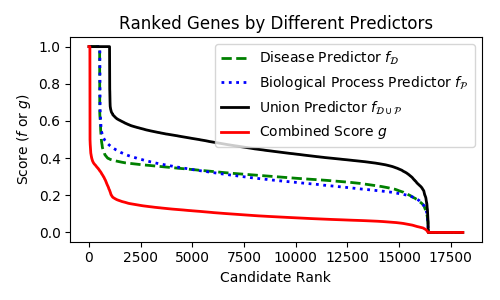 Ranked Genes by Different Predictors
Score (f or g)
1.0
0.8
0.6
0.4
0.2
0.0
Disease Predictor f_𝒟
Biological Process Predictor f_𝒫
Union Predictor f_𝒟∪𝒫
Combined Score g
0 2500 5000 7500 10000 12500 15000 17500
Candidate Rank